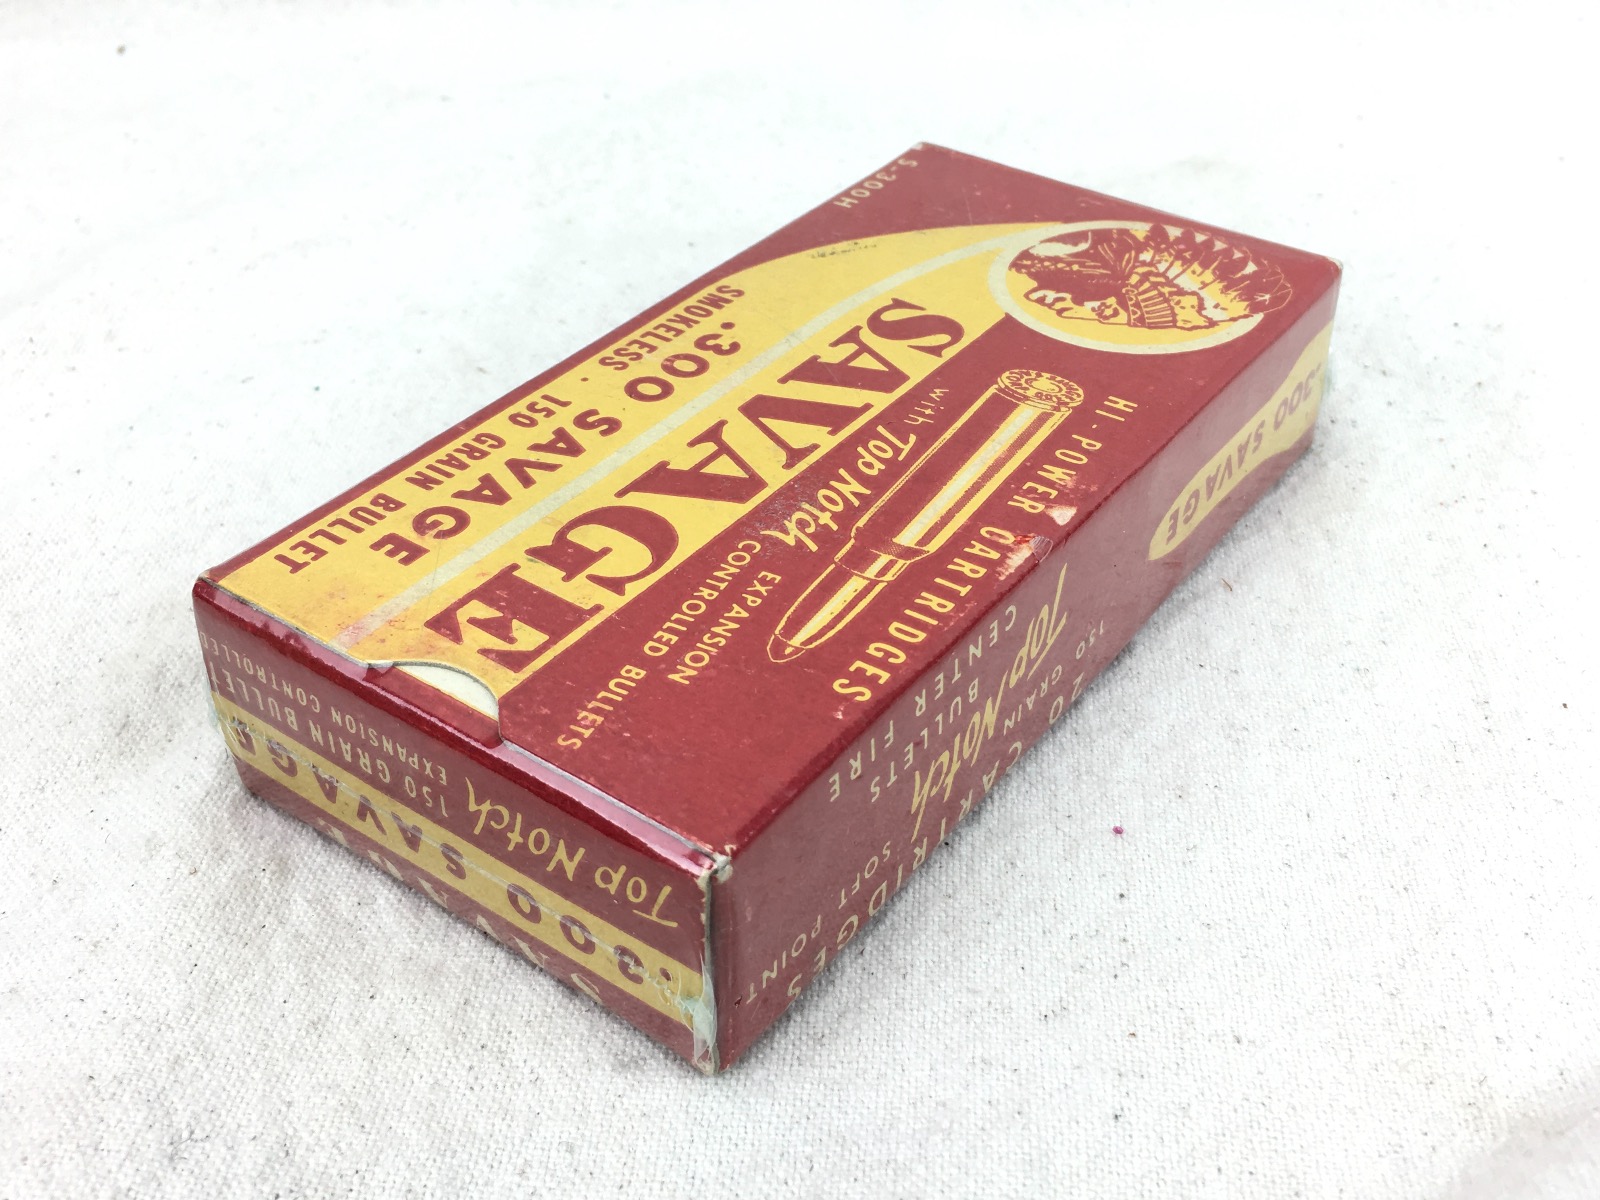 S-300H
SAVAGE
.300 SAVAGE
SMOKELESS · 150 GRAIN BULLET
HI-POWER CARTRIDGES
with Top Notch
EXPANSION
CONTROLLED BULLETS
.300 SAVAGE
20 CARTRIDGES
150 GRAIN SOFT POINT
Top Notch
BULLETS
CENTER FIRE
SAVAGE
.300 SAVAGE
Top Notch
EXPANSION CONTROLLED
150 GRAIN BULLET